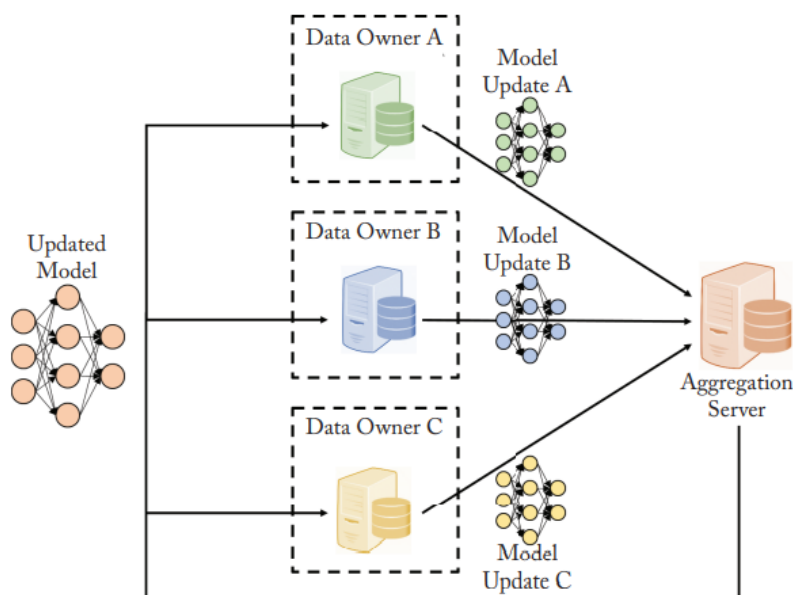 Data Owner A
Model
Update A
Data Owner B
Model
Update B
Updated
Model
Aggregation
Server
Data Owner C
Model
Update C